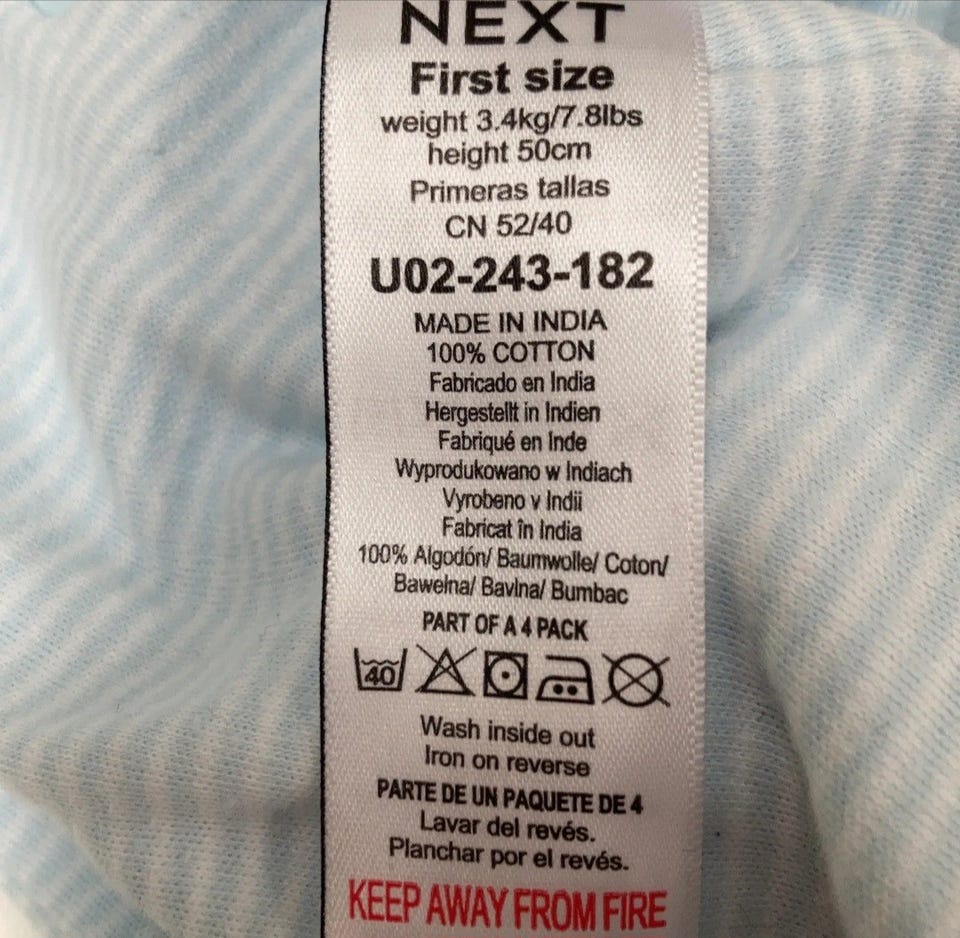 NEXT
First size
weight 3.4kg/7.8lbs
height 50cm
Primeras tallas
CN 52/40
U02-243-182
MADE IN INDIA
100% COTTON
Fabricado en India
Hergestellt in Indien
Fabriqué en Inde
Wyprodukowano w Indiach
Vyrobeno v Indii
Fabricat în India
100% Algodón/ Baumwolle/ Coton/
Bawełna/ Bavlna/ Bumbac
PART OF A 4 PACK
40
Wash inside out
Iron on reverse
PARTE DE UN PAQUETE DE 4
Lavar del revés.
Planchar por el revés.
KEEP AWAY FROM FIRE